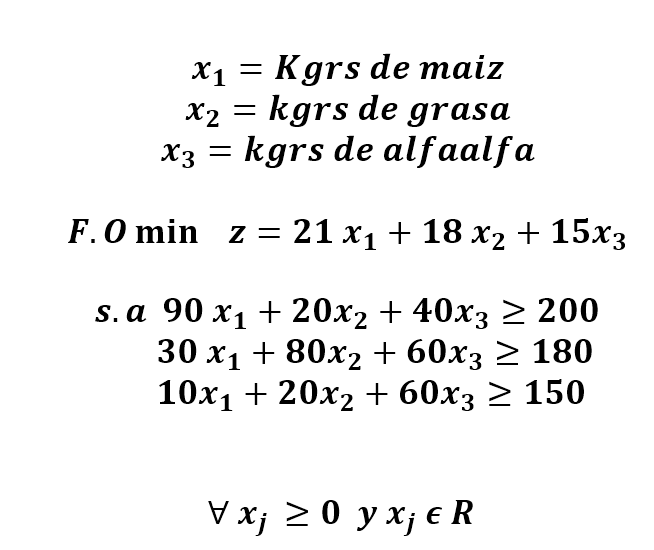 x₁ = Kgrs de maiz
x₂ = kgrs de grasa
x₃ = kgrs de alfaalfa
F.O min z = 21 x₁ + 18 x₂ + 15x₃
s.a 90 x₁ + 20x₂ + 40x₃ ≥ 200
30 x₁ + 80x₂ + 60x₃ ≥ 180
10x₁ + 20x₂ + 60x₃ ≥ 150
∀ xⱼ ≥ 0 y xⱼ ϵ R